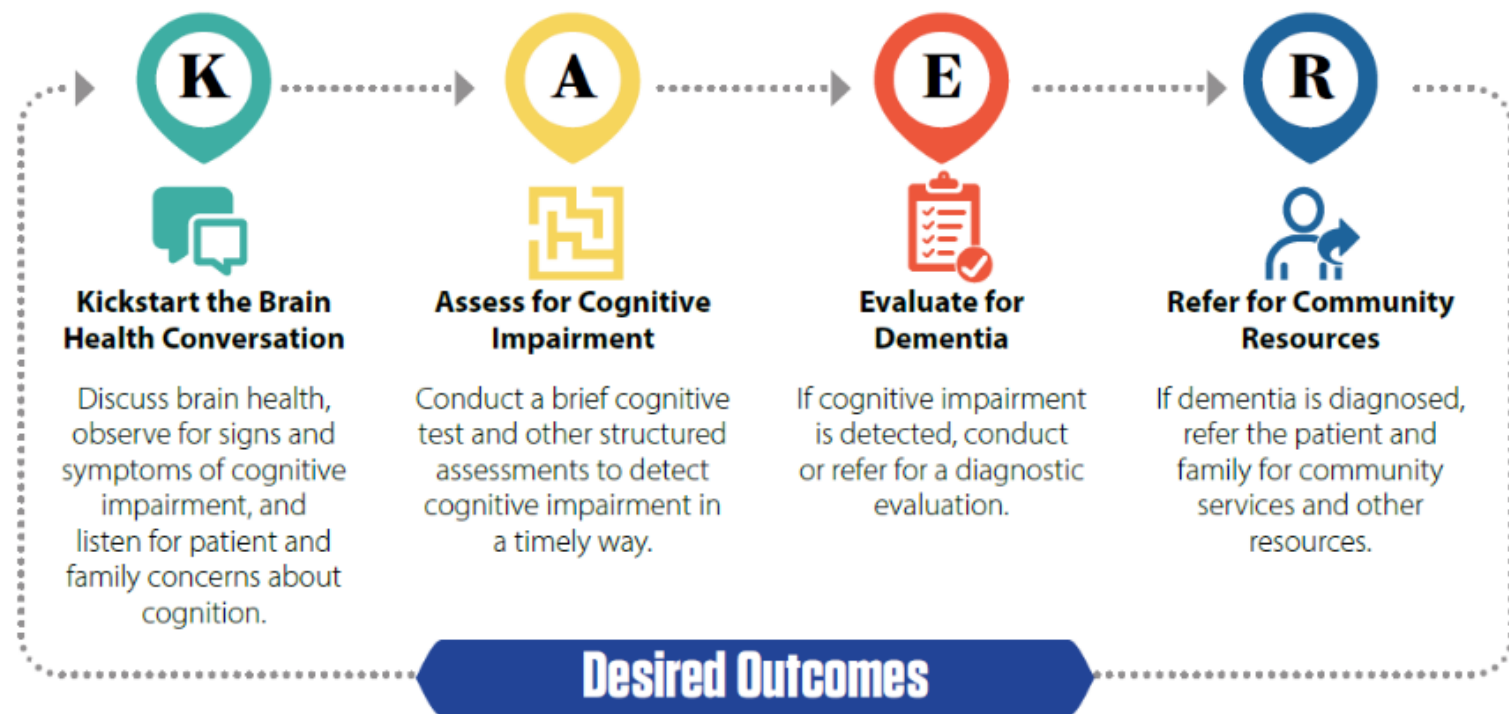 K
A
E
R
Kickstart the Brain
Health Conversation
Discuss brain health,
observe for signs and
symptoms of cognitive
impairment, and
listen for patient and
family concerns about
cognition.
Assess for Cognitive
Impairment
Conduct a brief cognitive
test and other structured
assessments to detect
cognitive impairment in
a timely way.
Evaluate for
Dementia
If cognitive impairment
is detected, conduct
or refer for a diagnostic
evaluation.
Refer for Community
Resources
If dementia is diagnosed,
refer the patient and
family for community
services and other
resources.
Desired Outcomes